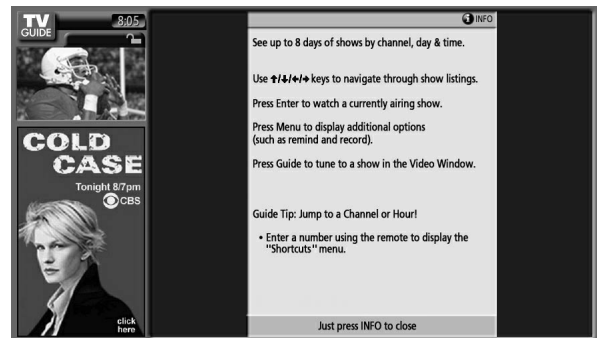 TV
GUIDE
8:05
COLD
CASE
Tonight 8/7pm
CBS
click
here
INFO
See up to 8 days of shows by channel, day & time.
Use ↑/↓/←/→ keys to navigate through show listings.
Press Enter to watch a currently airing show.
Press Menu to display additional options
(such as remind and record).
Press Guide to tune to a show in the Video Window.
Guide Tip: Jump to a Channel or Hour!
• Enter a number using the remote to display the
"Shortcuts" menu.
Just press INFO to close